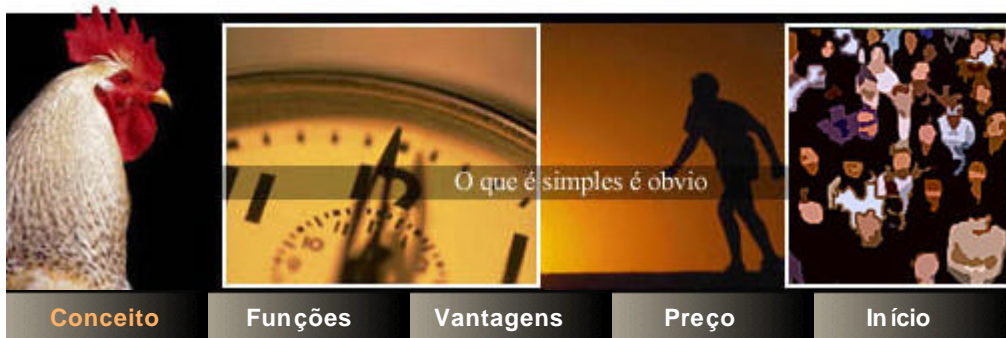 O que é simples é obvio
Conceito Funções Vantagens Preço Início